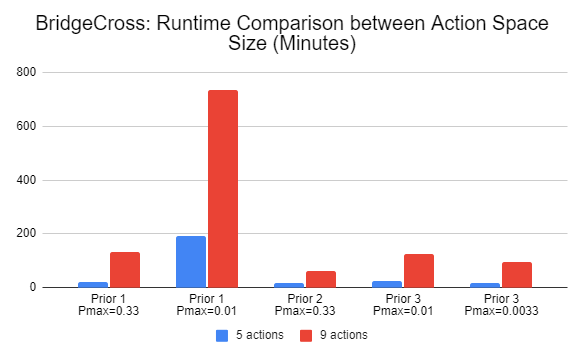 BridgeCross: Runtime Comparison between Action Space
Size (Minutes)
800
600
400
200
0
Prior 1 Prior 1 Prior 2 Prior 3 Prior 3
Pmax=0.33 Pmax=0.01 Pmax=0.33 Pmax=0.01 Pmax=0.0033
5 actions 9 actions